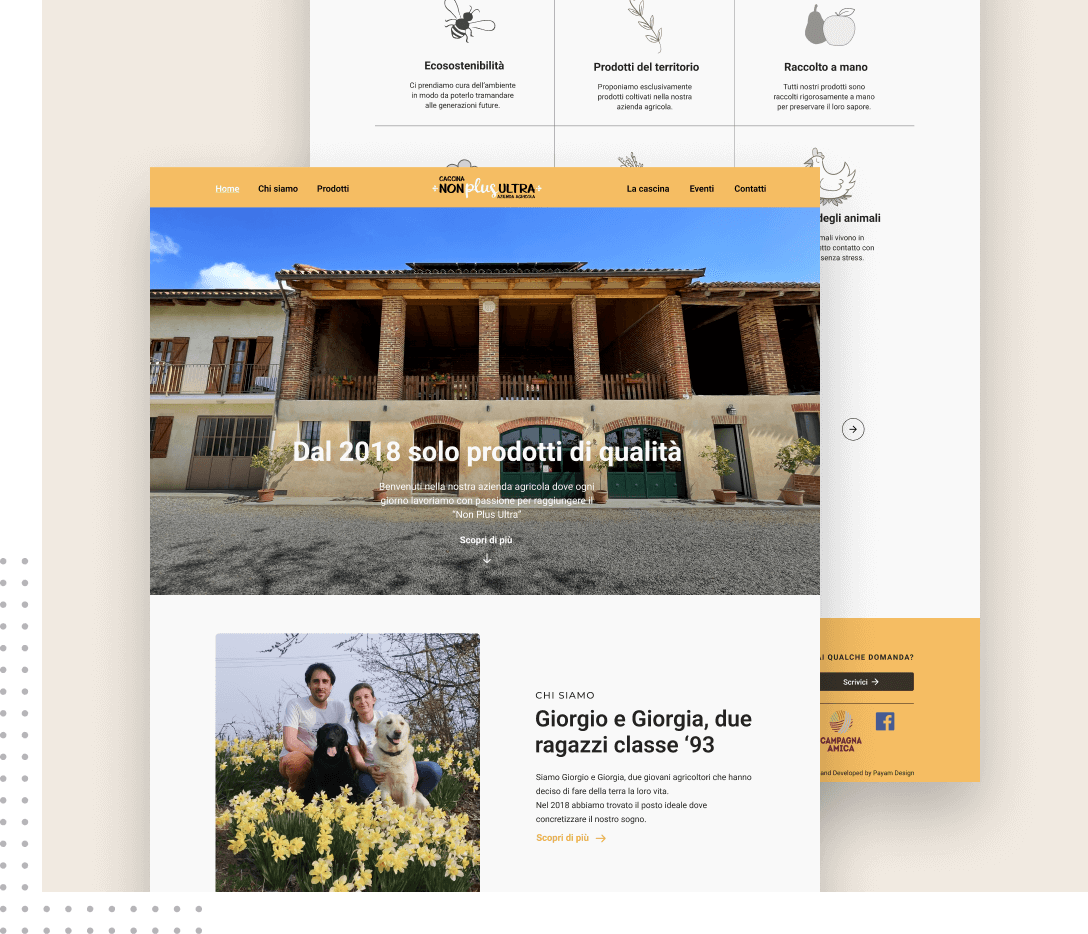 Ecosostenibilità
Ci prendiamo cura dell'ambiente
in modo da poterlo tramandare
alle generazioni future.
Prodotti del territorio
Proponiamo esclusivamente
prodotti coltivati nella nostra
azienda agricola.
Raccolto a mano
Tutti nostri prodotti sono
raccolti rigorosamente a mano
per preservare il loro sapore.
degli animali
mali vivono in
tto contatto con
senza stress.
Home
Chi siamo
Prodotti
CASCINA
+NON plus ULTRA+
AZIENDA AGRICOLA
La cascina
Eventi
Contatti
Dal 2018 solo prodotti di qualità
Benvenuti nella nostra azienda agricola dove ogni
giorno lavoriamo con passione per raggiungere il
“Non Plus Ultra”
Scopri di più
CHI SIAMO
Giorgio e Giorgia, due
ragazzi classe ‘93
Siamo Giorgio e Giorgia, due giovani agricoltori che hanno
deciso di fare della terra la loro vita.
Nel 2018 abbiamo trovato il posto ideale dove
concretizzare il nostro sogno.
Scopri di più
AI QUALCHE DOMANDA?
Scrivici
CAMPAGNA
AMICA
and Developed by Payam Design